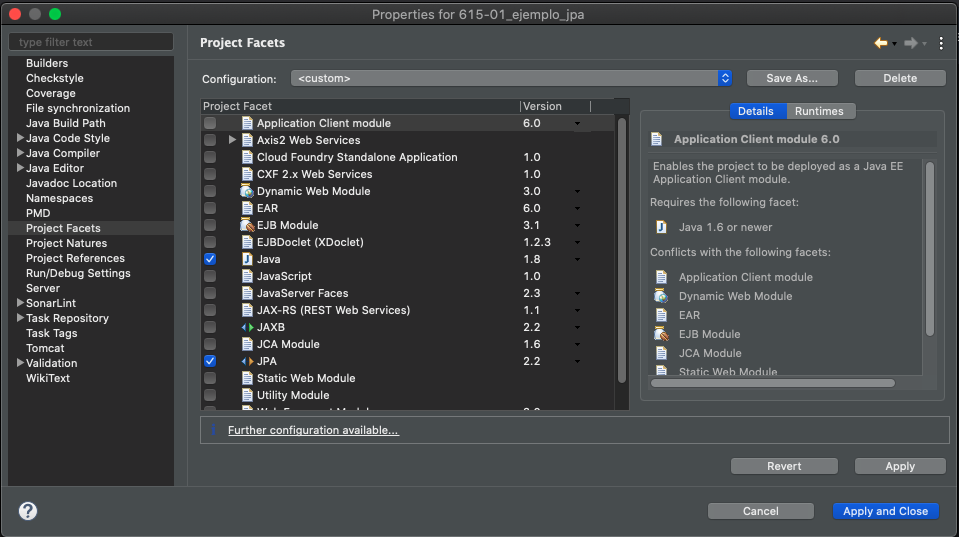 Properties for 615-01_ejemplo_jpa
type filter text
Builders
Checkstyle
Coverage
File synchronization
Java Build Path
Java Code Style
Java Compiler
Java Editor
Javadoc Location
Namespaces
PMD
Project Facets
Project Natures
Project References
Run/Debug Settings
Server
SonarLint
Task Repository
Task Tags
Tomcat
Validation
WikiText
Project Facets
Configuration: <custom> Save As... Delete
Project Facet Version
Application Client module 6.0
Axis2 Web Services
Cloud Foundry Standalone Application 1.0
CXF 2.x Web Services 1.0
Dynamic Web Module 3.0
EAR 6.0
EJB Module 3.1
EJBDoclet (XDoclet) 1.2.3
Java 1.8
JavaScript 1.0
JavaServer Faces 2.3
JAX-RS (REST Web Services) 1.1
JAXB 2.2
JCA Module 1.6
JPA 2.2
Static Web Module
Utility Module
Details Runtimes
Application Client module 6.0
Enables the project to be deployed as a Java EE
Application Client module.
Requires the following facet:
Java 1.6 or newer
Conflicts with the following facets:
Application Client module
Dynamic Web Module
EAR
EJB Module
JCA Module
Static Web Module
Further configuration available...
Revert Apply
? Cancel Apply and Close